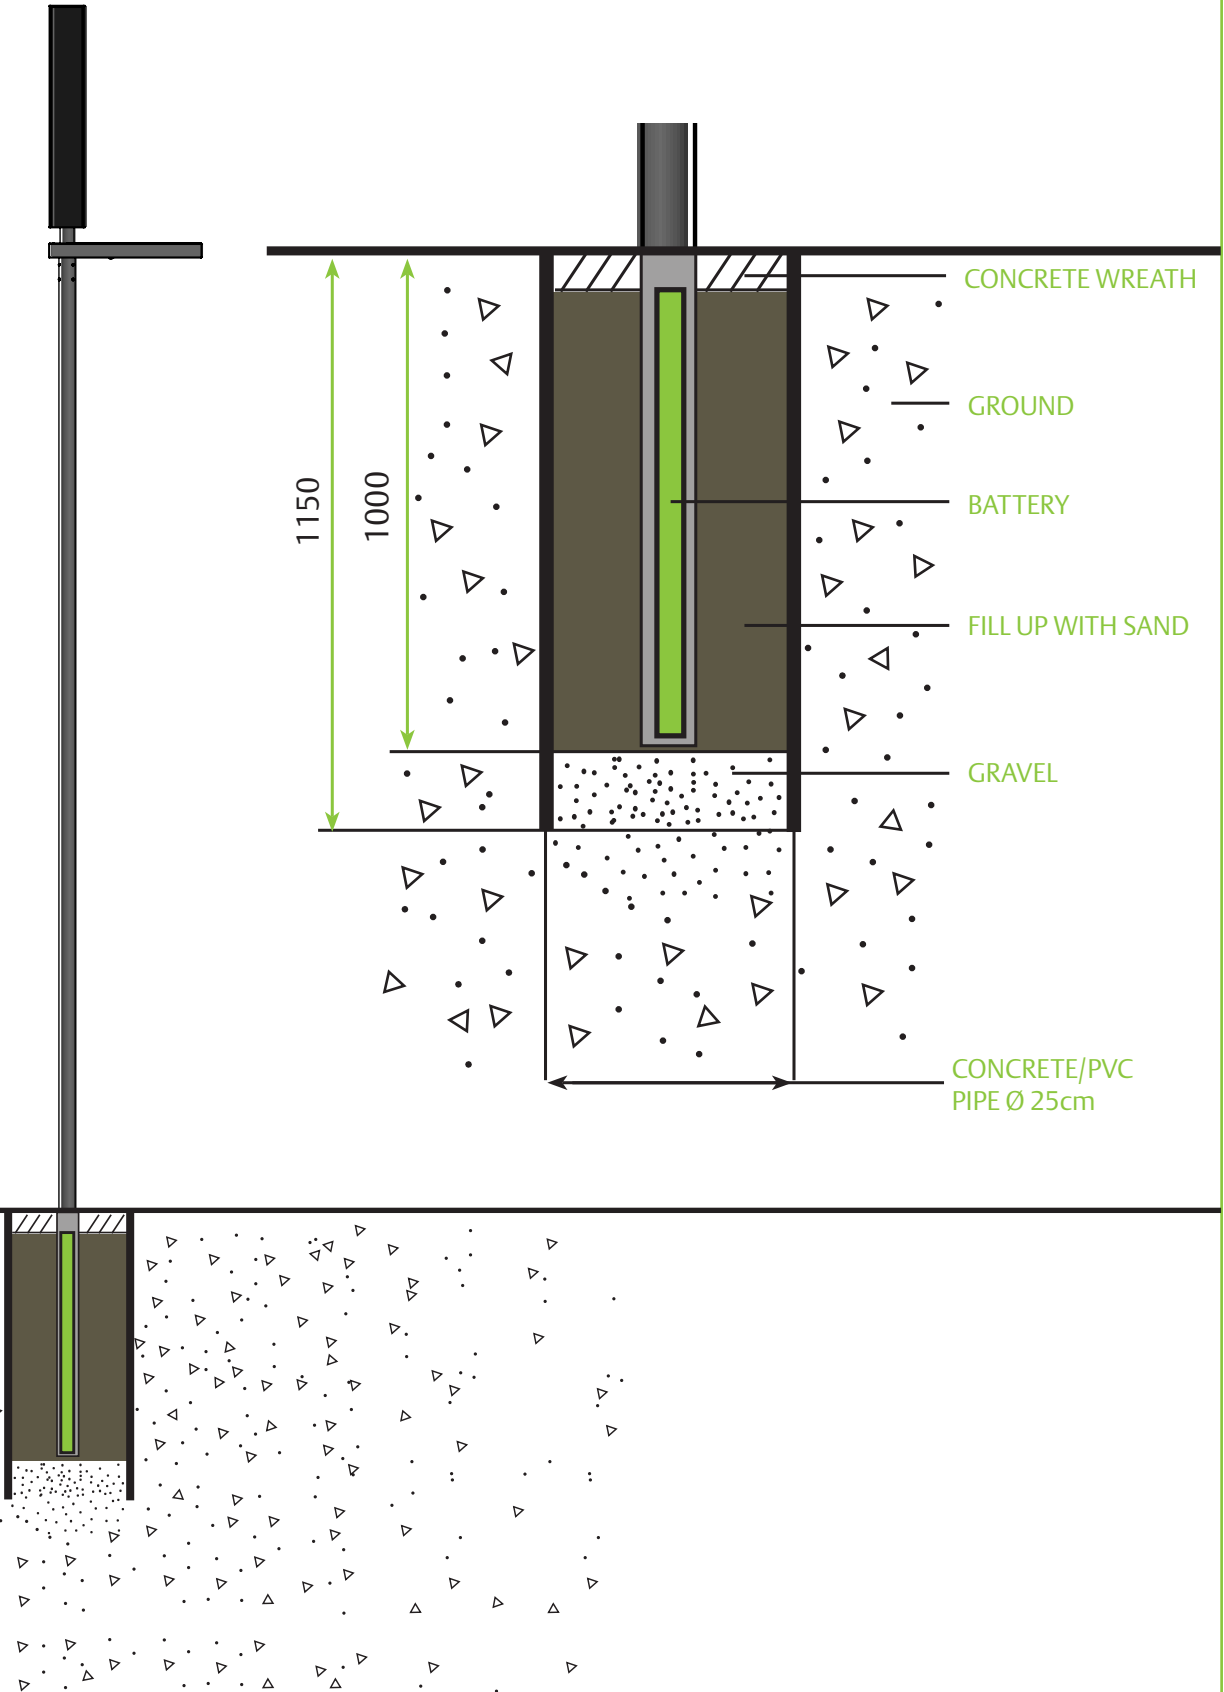 CONCRETE WREATH
GROUND
1150
1000
BATTERY
FILL UP WITH SAND
GRAVEL
CONCRETE/PVC
PIPE Ø 25cm